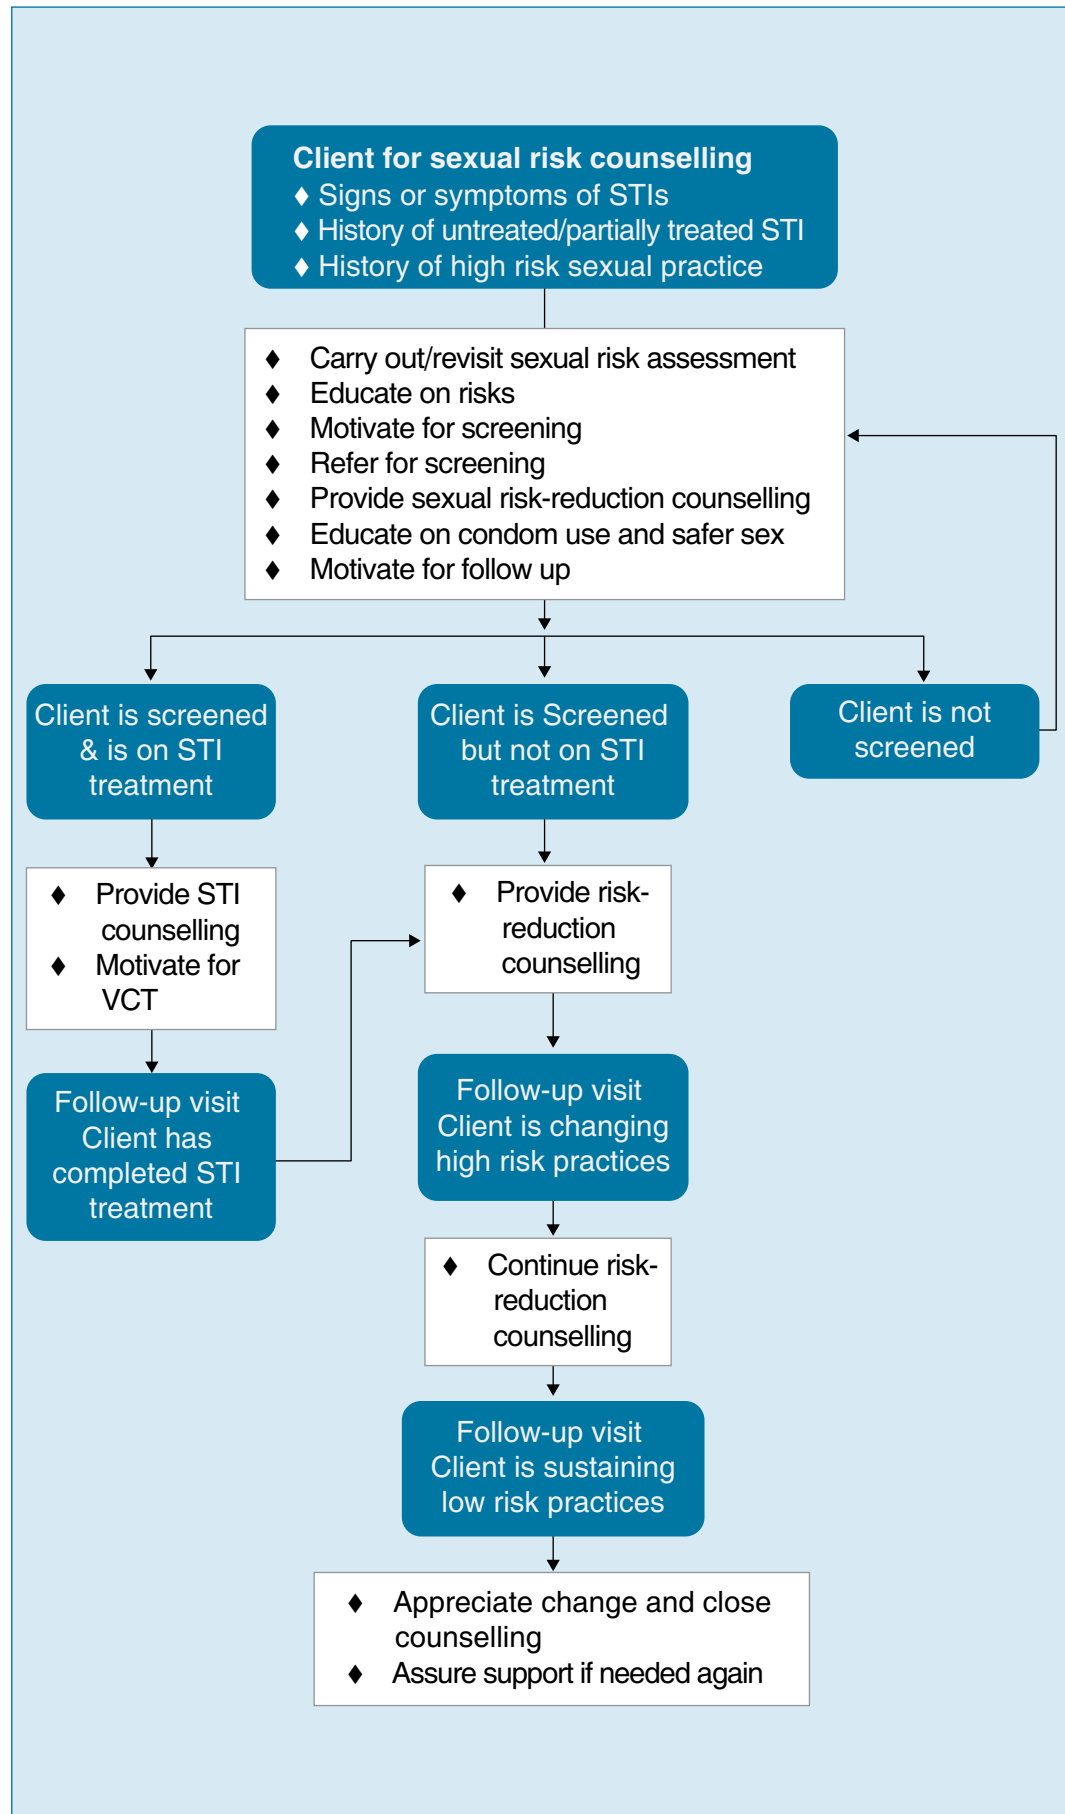 Client for sexual risk counselling
♦ Signs or symptoms of STIs
♦ History of untreated/partially treated STI
♦ History of high risk sexual practice
♦ Carry out/revisit sexual risk assessment
♦ Educate on risks
♦ Motivate for screening
♦ Refer for screening
♦ Provide sexual risk-reduction counselling
♦ Educate on condom use and safer sex
♦ Motivate for follow up
Client is screened
& is on STI
treatment
Client is Screened
but not on STI
treatment
Client is not
screened
♦ Provide STI
counselling
♦ Motivate for
VCT
♦ Provide risk-
reduction
counselling
Follow-up visit
Client has
completed STI
treatment
Follow-up visit
Client is changing
high risk practices
♦ Continue risk-
reduction
counselling
Follow-up visit
Client is sustaining
low risk practices
♦ Appreciate change and close
counselling
♦ Assure support if needed again